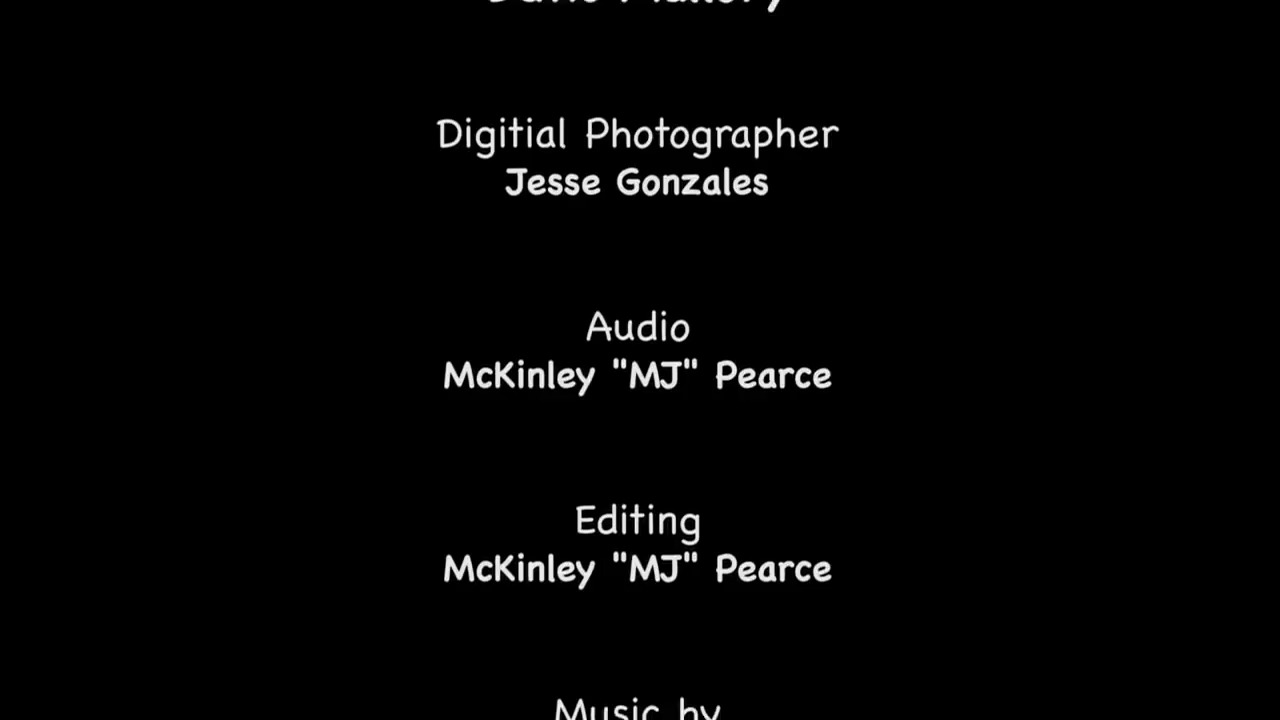 Digitial Photographer
Jesse Gonzales
Audio
McKinley "MJ" Pearce
Editing
McKinley "MJ" Pearce
Music by